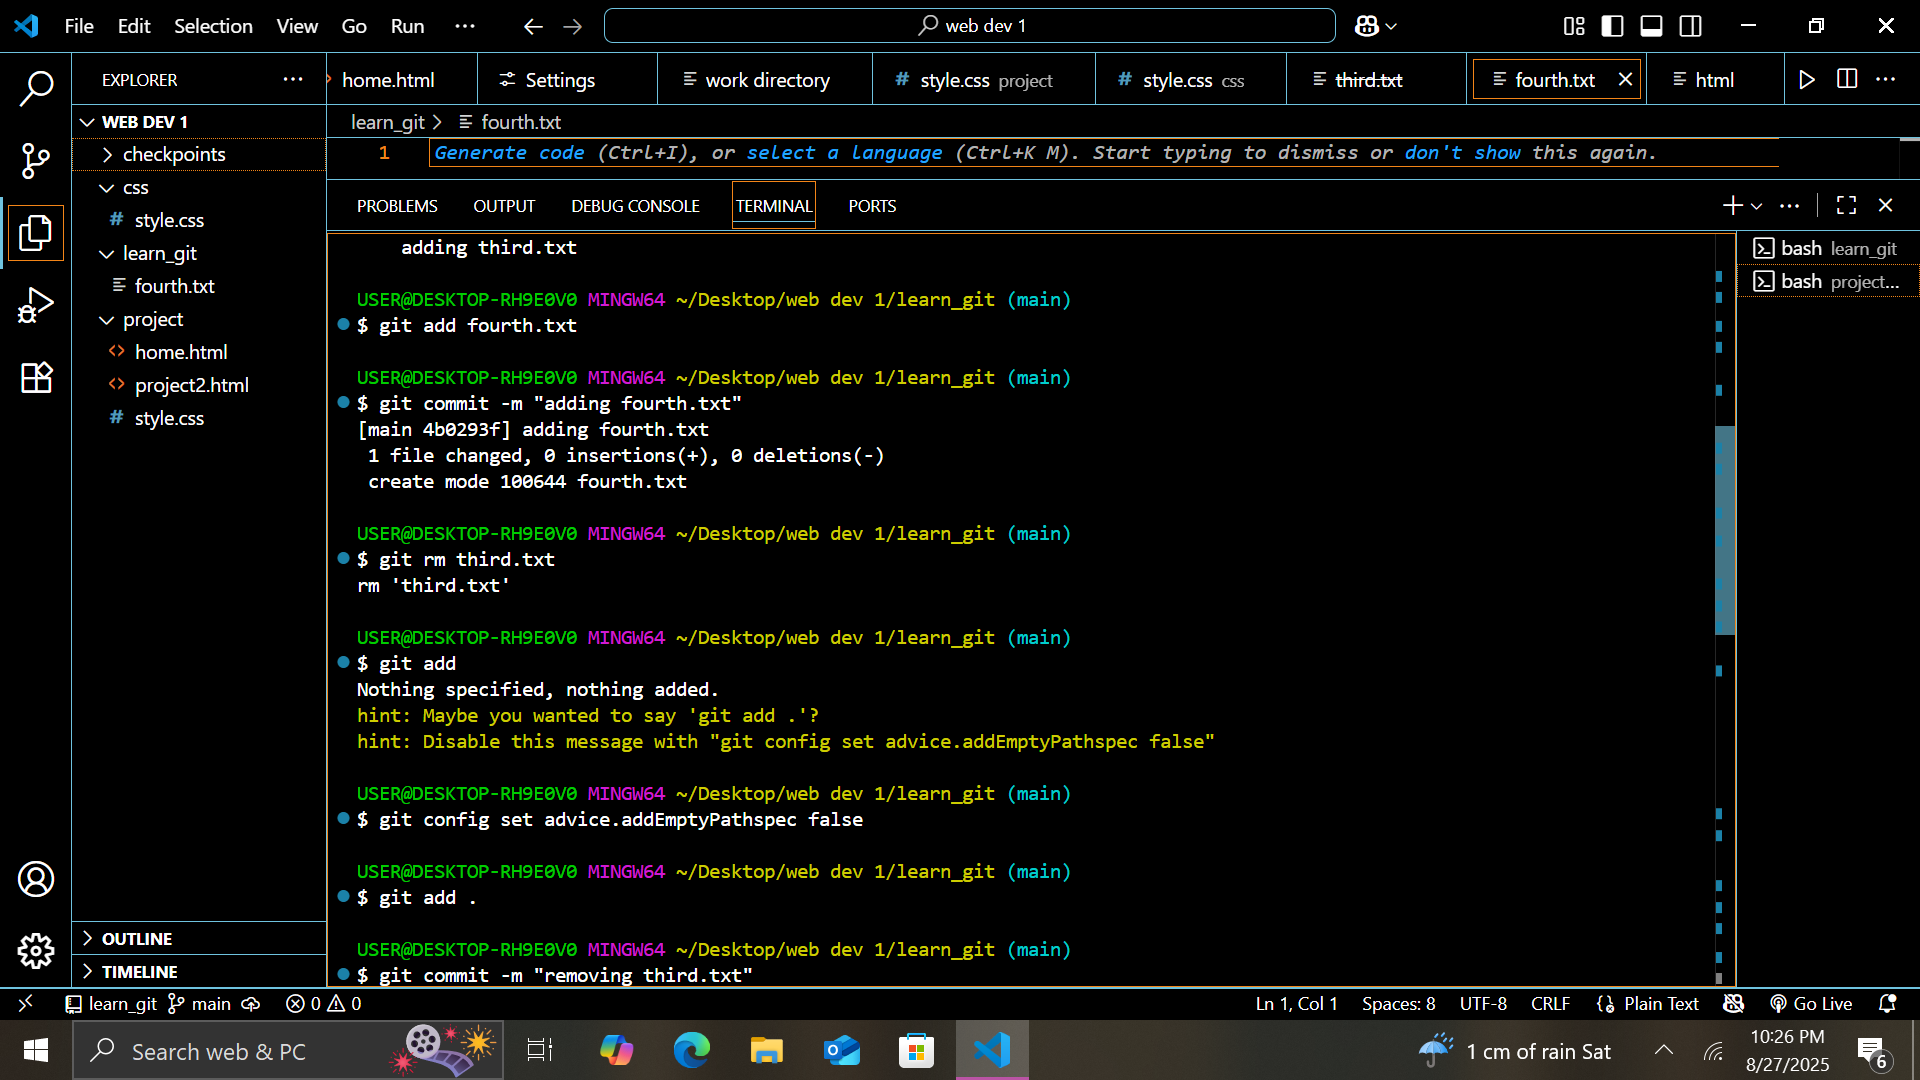 File Edit Selection View Go Run ··· web dev 1
EXPLORER ···
home.html Settings work directory style.css project style.css css third.txt fourth.txt html
WEB DEV 1
checkpoints
css
style.css
learn_git
fourth.txt
project
home.html
project2.html
style.css
OUTLINE
TIMELINE
learn_git > fourth.txt
1 Generate code (Ctrl+I), or select a language (Ctrl+K M). Start typing to dismiss or don't show this again.
PROBLEMS OUTPUT DEBUG CONSOLE TERMINAL PORTS
adding third.txt
USER@DESKTOP-RH9E0V0 MINGW64 ~/Desktop/web dev 1/learn_git (main)
$ git add fourth.txt
USER@DESKTOP-RH9E0V0 MINGW64 ~/Desktop/web dev 1/learn_git (main)
$ git commit -m "adding fourth.txt"
[main 4b0293f] adding fourth.txt
1 file changed, 0 insertions(+), 0 deletions(-)
create mode 100644 fourth.txt
USER@DESKTOP-RH9E0V0 MINGW64 ~/Desktop/web dev 1/learn_git (main)
$ git rm third.txt
rm 'third.txt'
USER@DESKTOP-RH9E0V0 MINGW64 ~/Desktop/web dev 1/learn_git (main)
$ git add
Nothing specified, nothing added.
hint: Maybe you wanted to say 'git add .'?
hint: Disable this message with "git config set advice.addEmptyPathspec false"
USER@DESKTOP-RH9E0V0 MINGW64 ~/Desktop/web dev 1/learn_git (main)
$ git config set advice.addEmptyPathspec false
USER@DESKTOP-RH9E0V0 MINGW64 ~/Desktop/web dev 1/learn_git (main)
$ git add .
USER@DESKTOP-RH9E0V0 MINGW64 ~/Desktop/web dev 1/learn_git (main)
$ git commit -m "removing third.txt"
bash learn_git
bash project...
learn_git main 0 0 Ln 1, Col 1 Spaces: 8 UTF-8 CRLF Plain Text Go Live
Search web & PC 1 cm of rain Sat 10:26 PM
8/27/2025 6